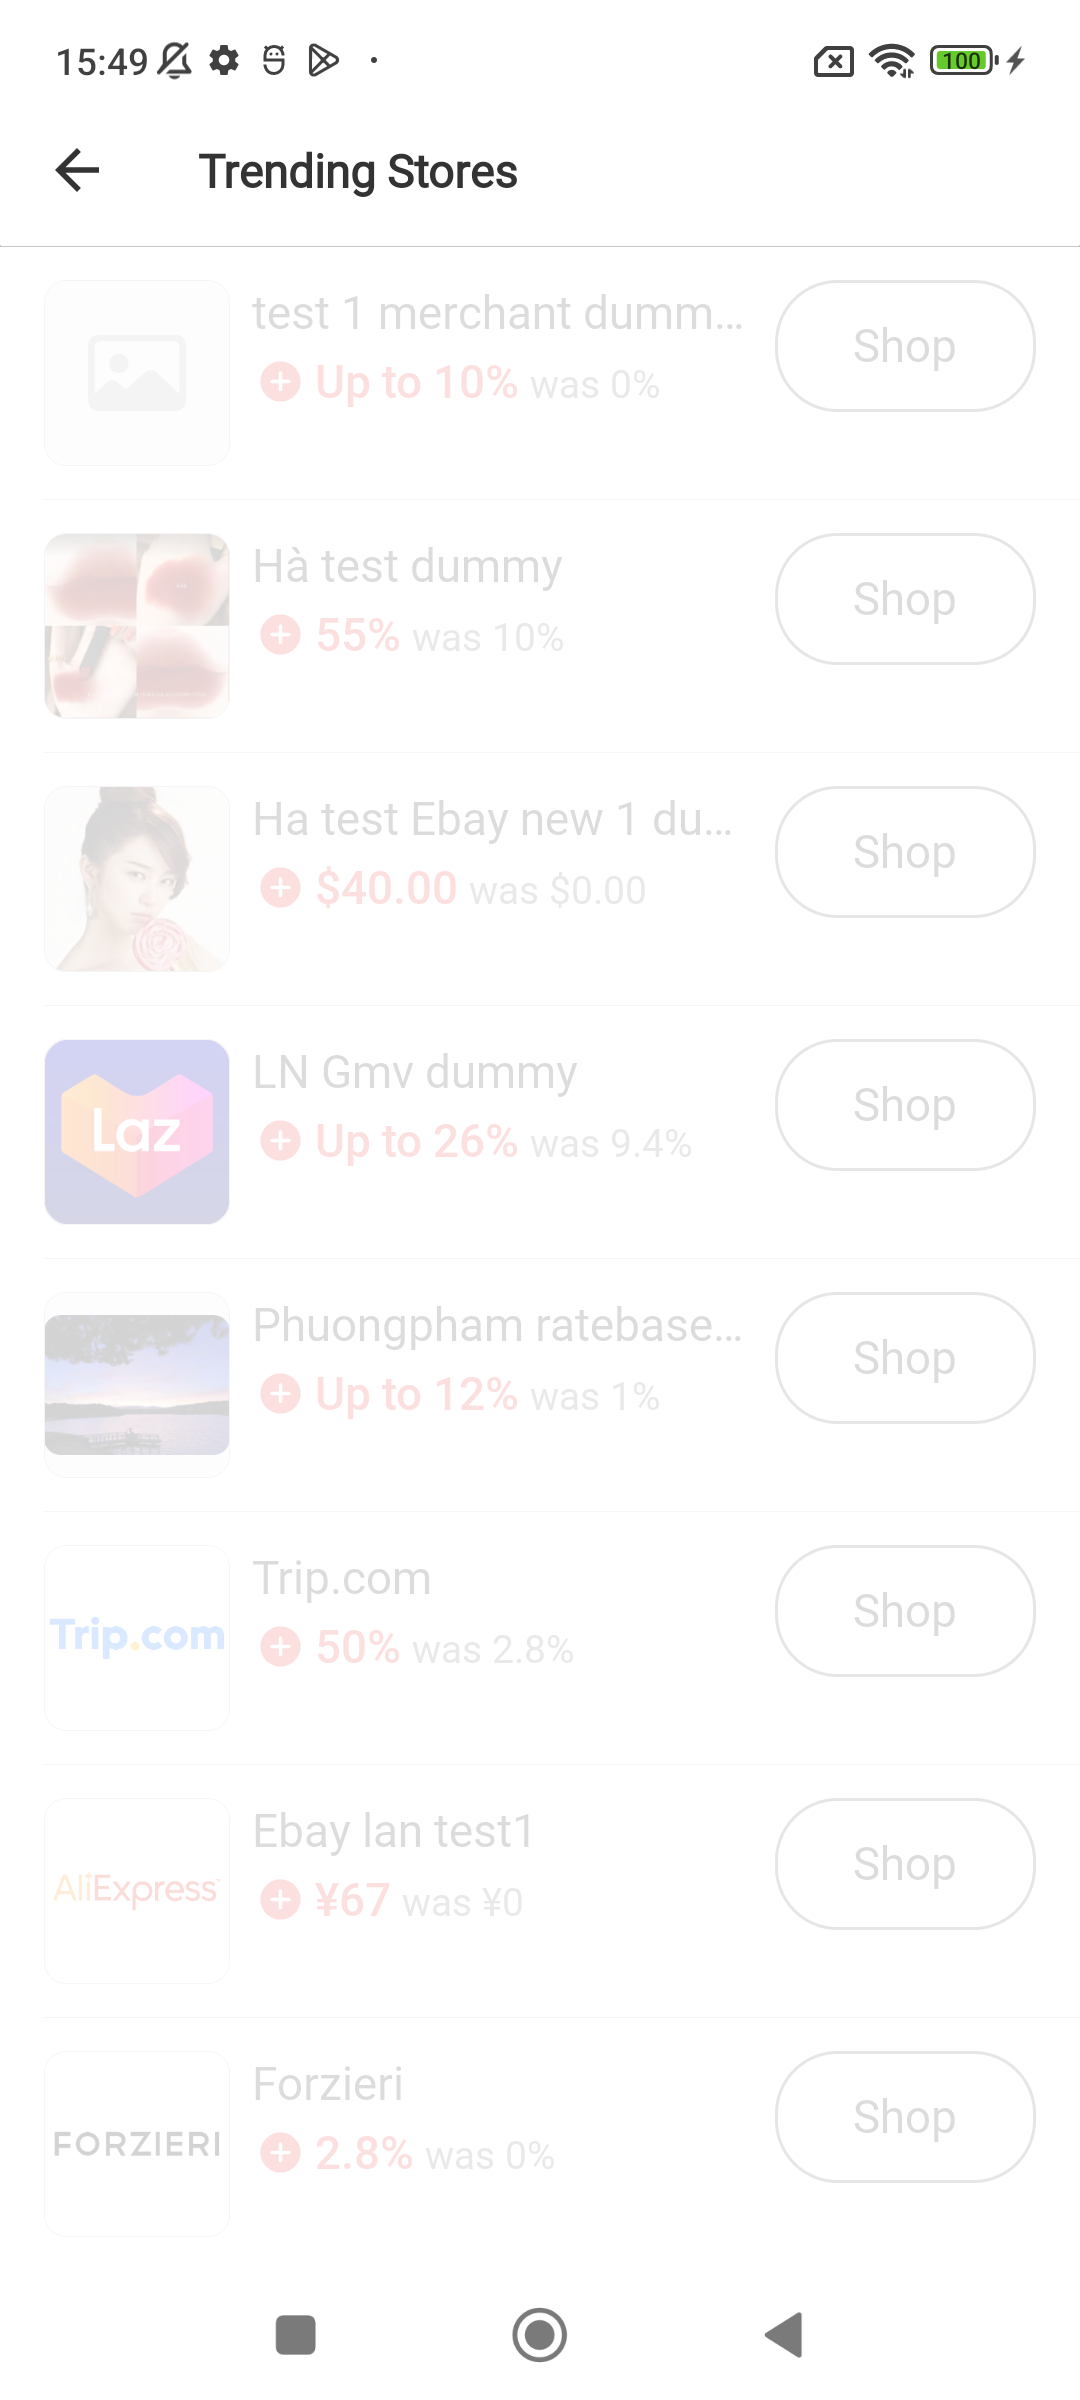 15:49
100
Trending Stores
test 1 merchant dumm...
Shop
Up to 10% was 0%
Hà test dummy
Shop
55% was 10%
Ha test Ebay new 1 du...
Shop
$40.00 was $0.00
Laz
LN Gmv dummy
Shop
Up to 26% was 9.4%
Phuongpham ratebase...
Shop
Up to 12% was 1%
Trip.com
Trip.com
Shop
50% was 2.8%
AliExpress
Ebay lan test1
Shop
¥67 was ¥0
FORZIERI
Forzieri
Shop
2.8% was 0%